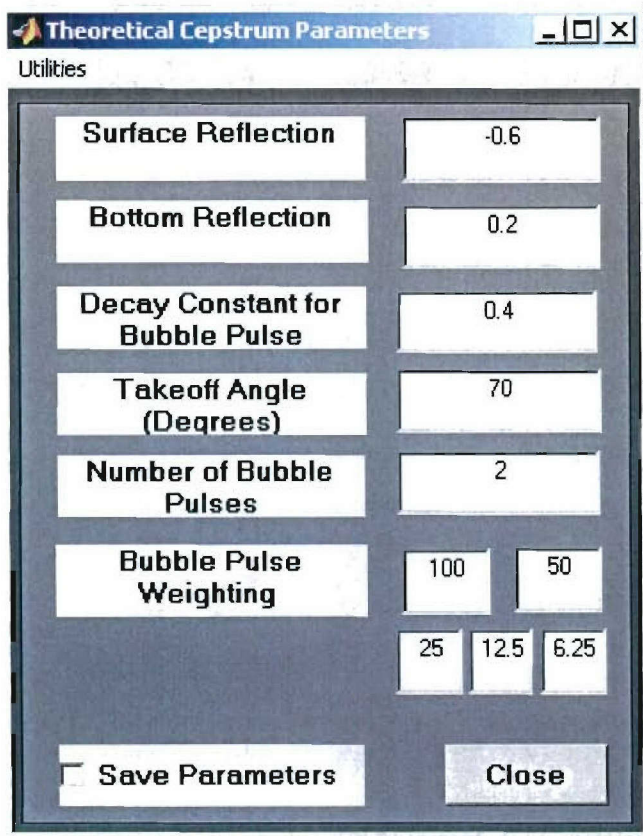 Theoretical Cepstrum Parameters
Utilities
Surface Reflection
-0.6
Bottom Reflection
0.2
Decay Constant for
Bubble Pulse
0.4
Takeoff Angle
(Degrees)
70
Number of Bubble
Pulses
2
Bubble Pulse
Weighting
100
50
25
12.5
6.25
Save Parameters
Close